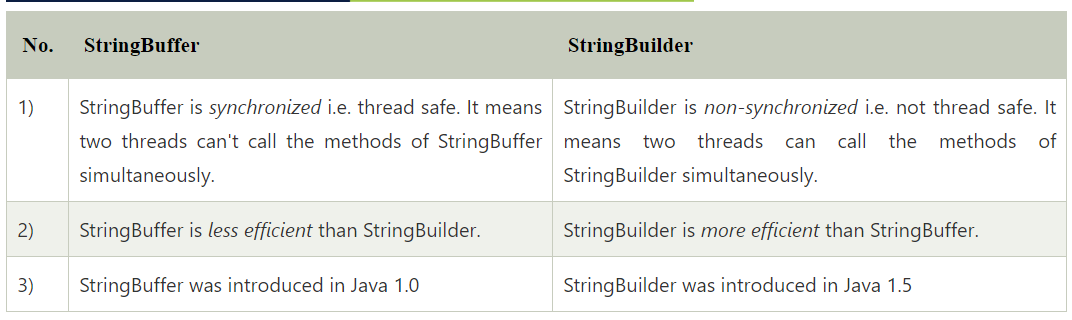 No. StringBuffer StringBuilder
1) StringBuffer is synchronized i.e. thread safe. It means
two threads can't call the methods of StringBuffer
simultaneously.
StringBuilder is non-synchronized i.e. not thread safe. It
means two threads can call the methods of
StringBuilder simultaneously.
2) StringBuffer is less efficient than StringBuilder. StringBuilder is more efficient than StringBuffer.
3) StringBuffer was introduced in Java 1.0 StringBuilder was introduced in Java 1.5